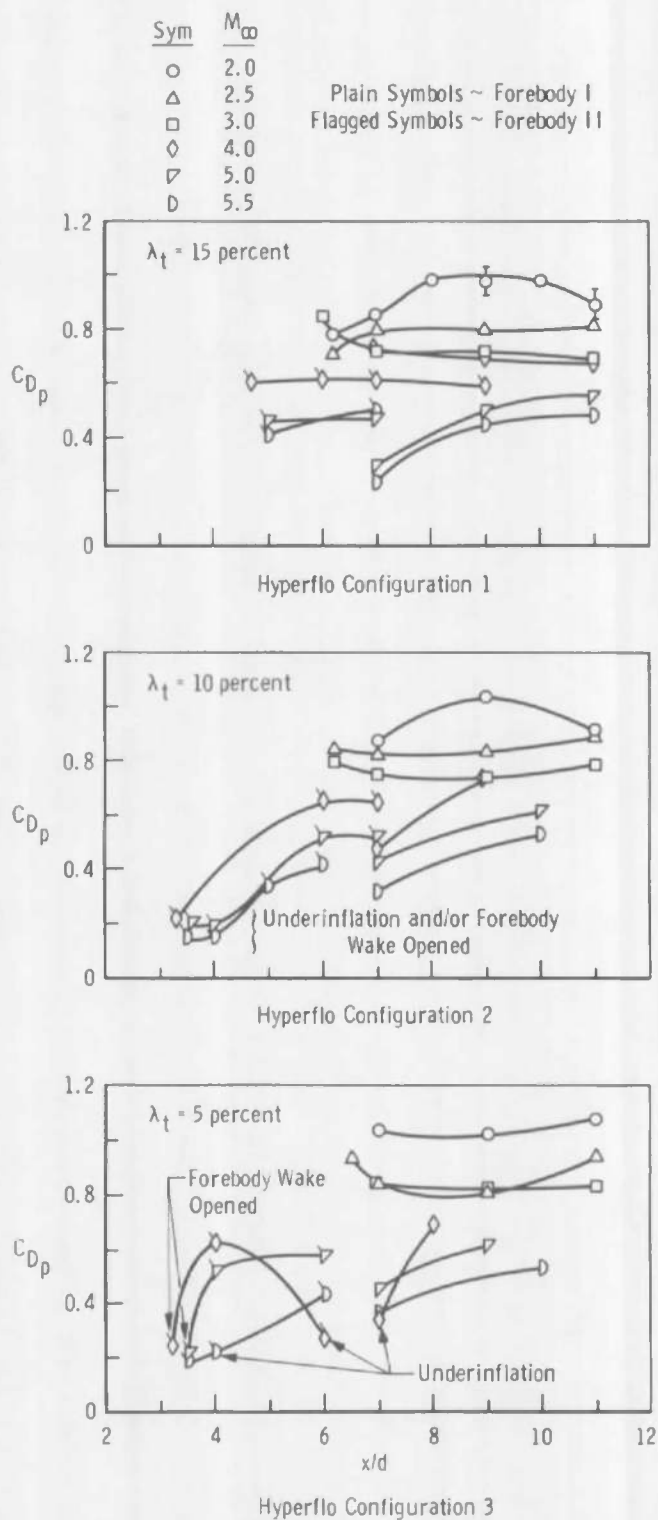 Sym M∞
2.0
2.5
3.0
4.0
5.0
5.5
Plain Symbols ~ Forebody I
Flagged Symbols ~ Forebody II
1.2
0.8
0.4
0
CDp
λt = 15 percent
Hyperflo Configuration 1
1.2
0.8
0.4
0
CDp
λt = 10 percent
Underinflation and/or Forebody
Wake Opened
Hyperflo Configuration 2
1.2
0.8
0.4
0
CDp
λt = 5 percent
Forebody Wake
Opened
Underinflation
2 4 6 8 10 12
x/d
Hyperflo Configuration 3